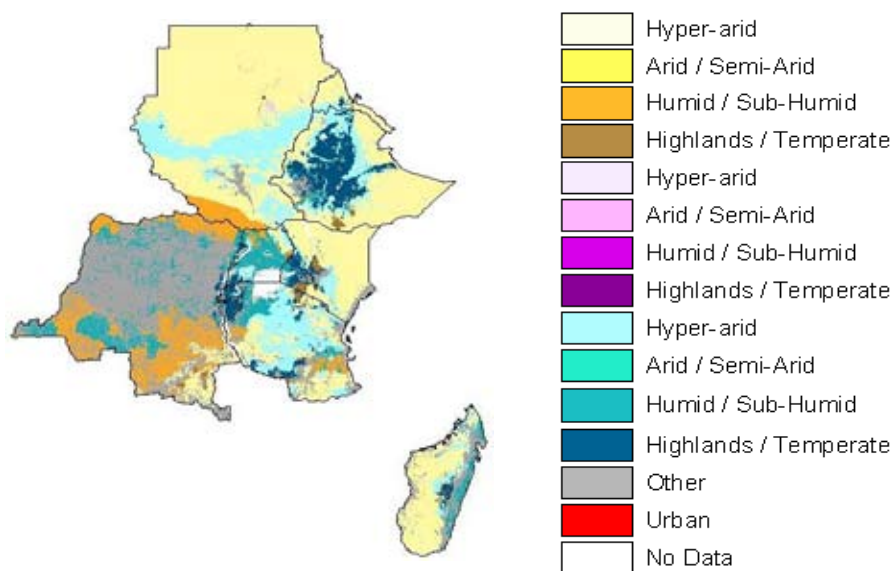 Hyper-arid
Arid / Semi-Arid
Humid / Sub-Humid
Highlands / Temperate
Hyper-arid
Arid / Semi-Arid
Humid / Sub-Humid
Highlands / Temperate
Hyper-arid
Arid / Semi-Arid
Humid / Sub-Humid
Highlands / Temperate
Other
Urban
No Data